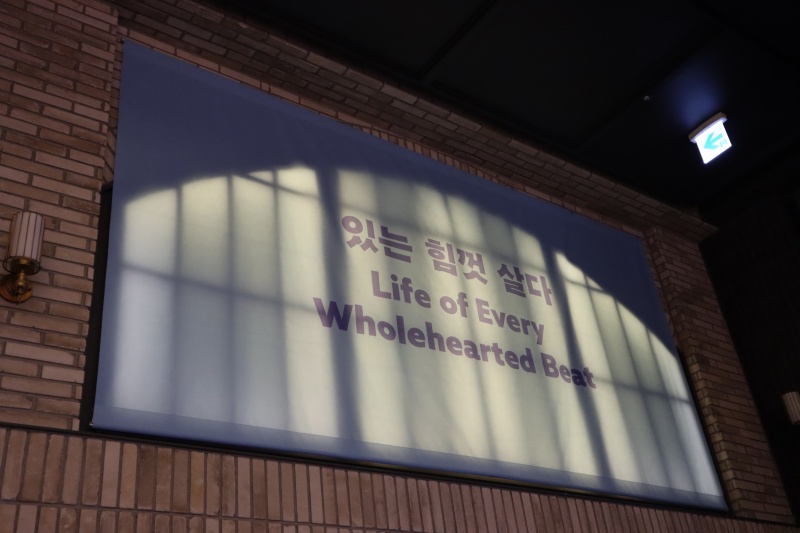 있는 힘껏 살다
Life of Every
Wholehearted Beat